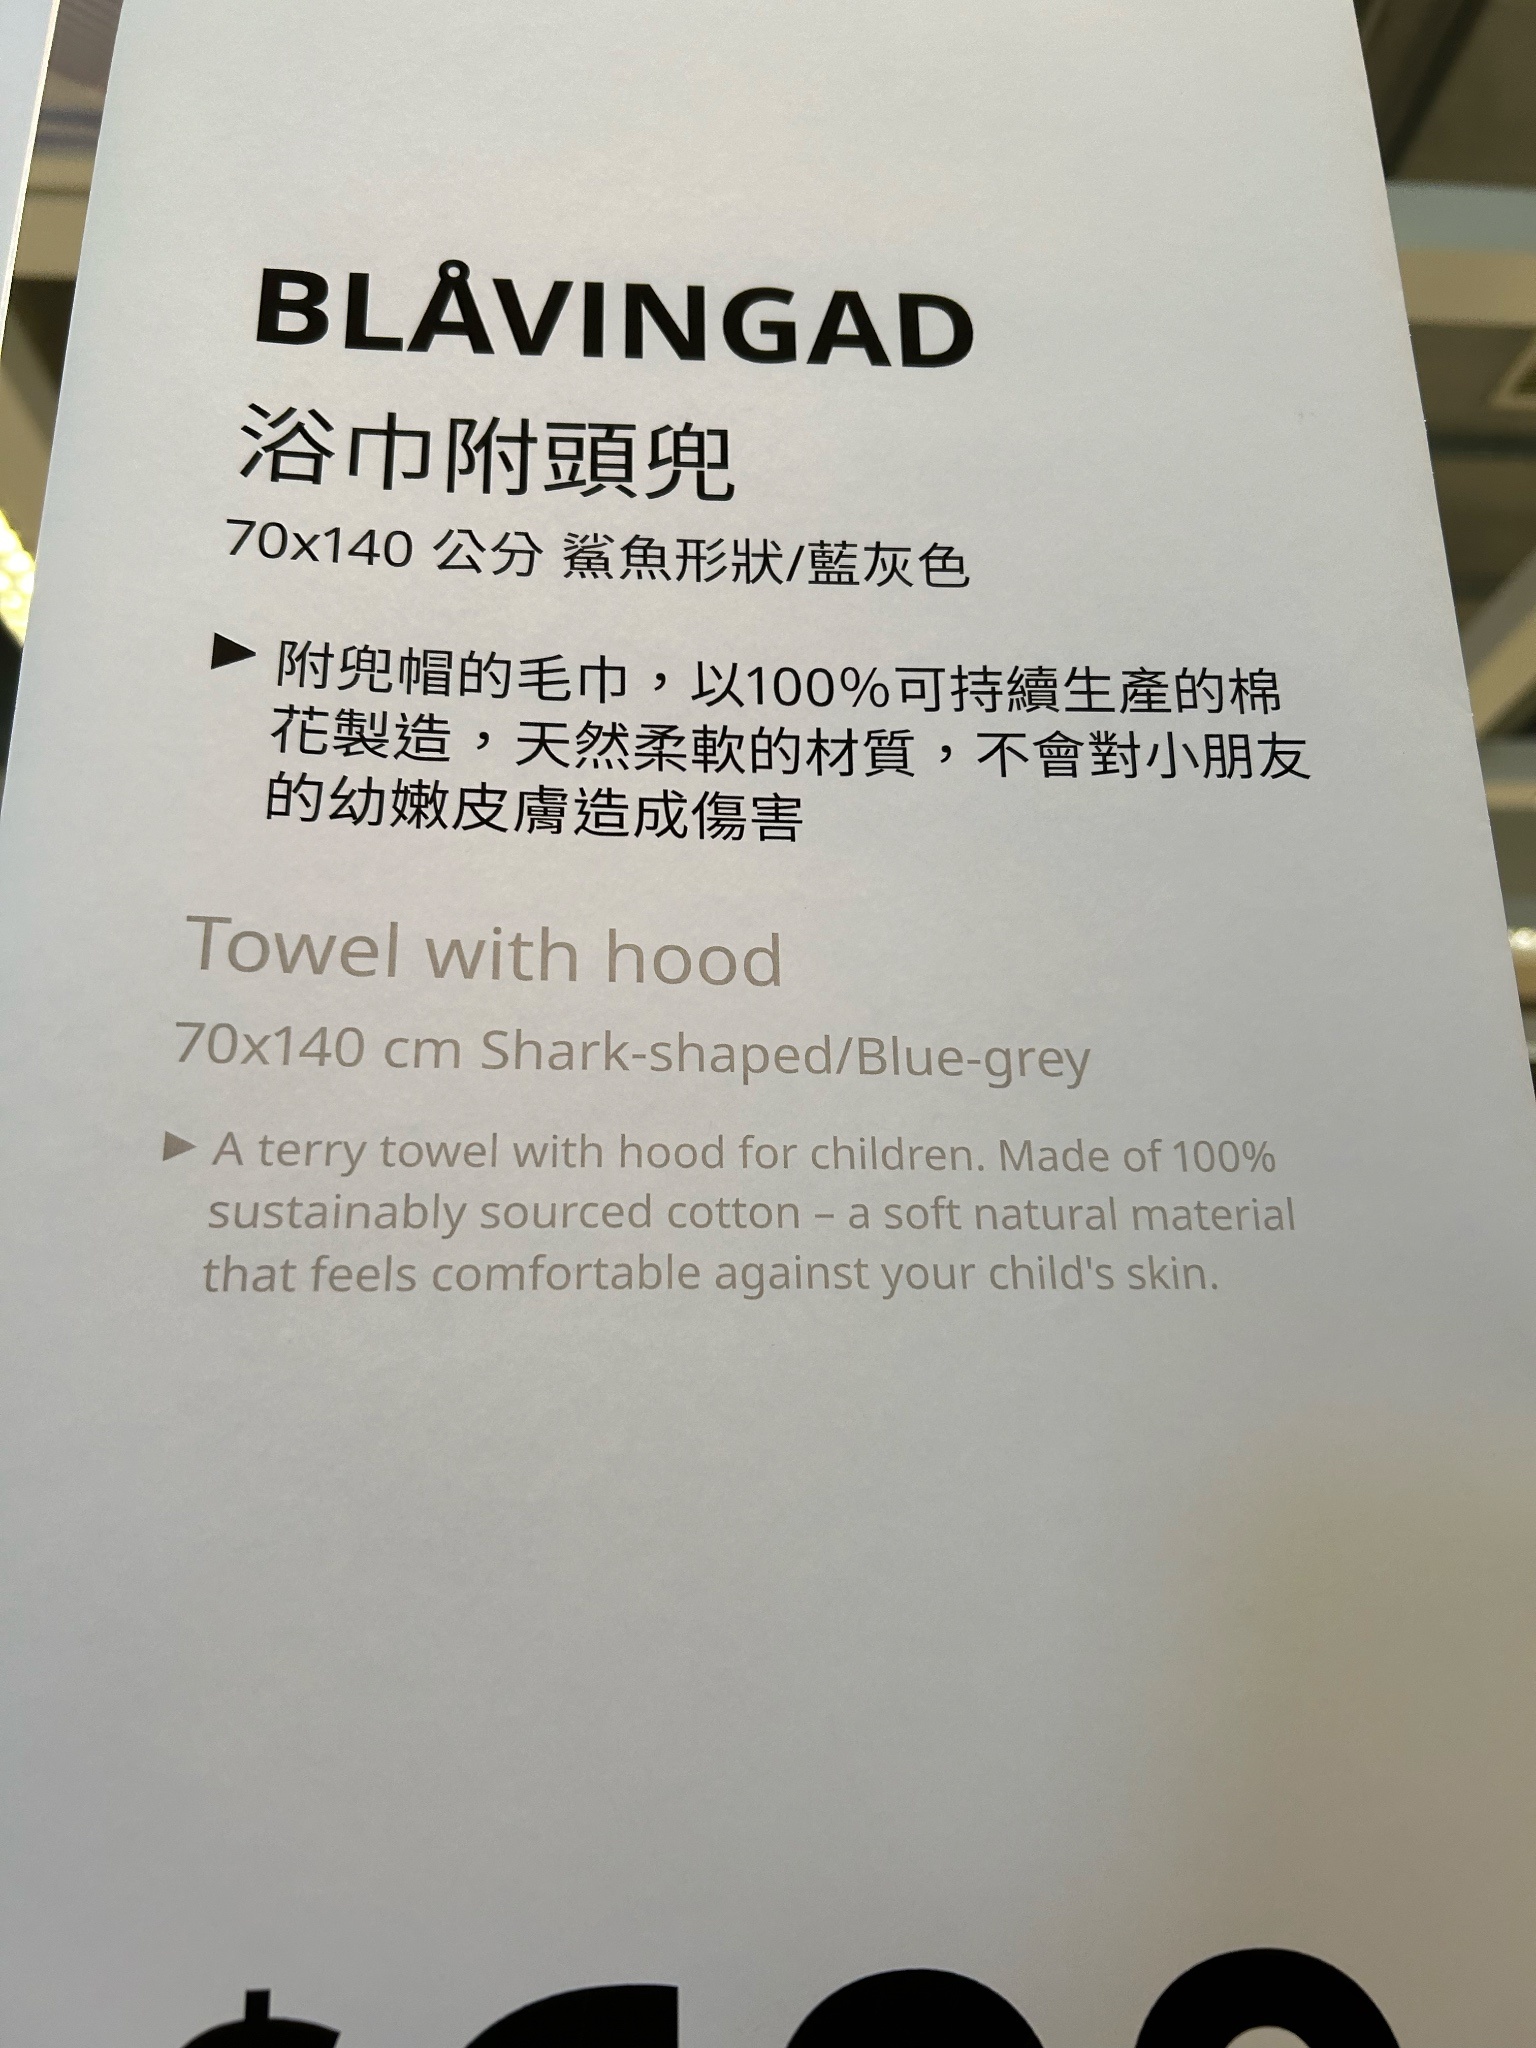 BLÅVINGAD
浴巾附頭兜
70x140 公分 鯊魚形狀/藍灰色
▶ 附兜帽的毛巾，以100%可持續生產的棉
花製造，天然柔軟的材質，不會對小朋友
的幼嫩皮膚造成傷害
Towel with hood
70x140 cm Shark-shaped/Blue-grey
▶ A terry towel with hood for children. Made of 100%
sustainably sourced cotton – a soft natural material
that feels comfortable against your child's skin.
$